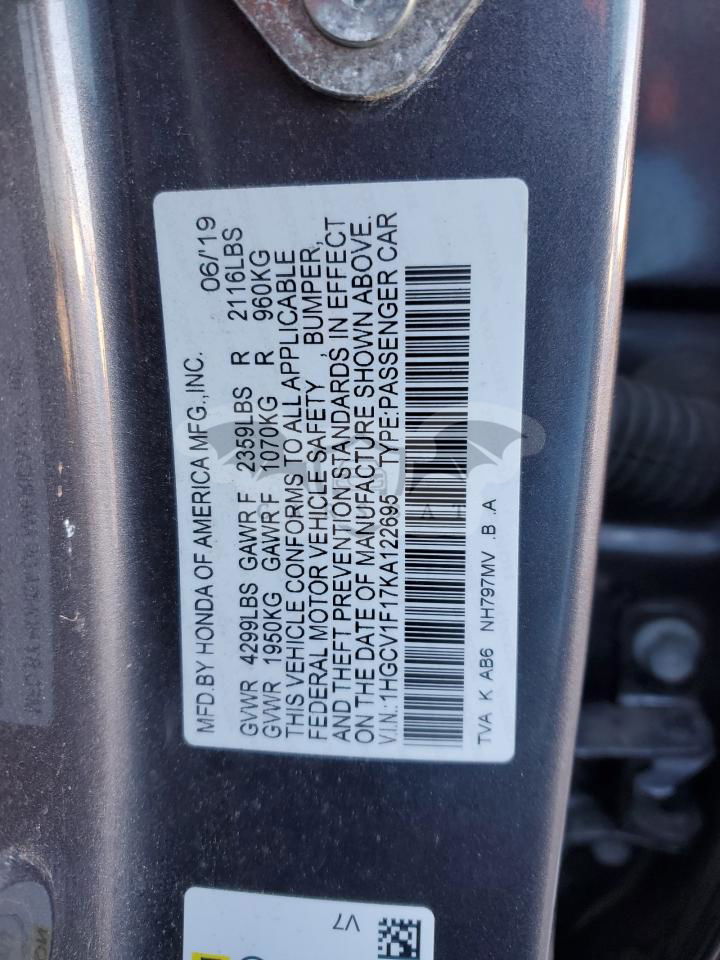 MFD.BY HONDA OF AMERICA MFG.,INC. 06/'19
GVWR 4299LBS GAWR F 2359LBS R 2116LBS
GVWR 1950KG GAWR F 1070KG R 960KG
THIS VEHICLE CONFORMS TO ALL APPLICABLE
FEDERAL MOTOR VEHICLE SAFETY , BUMPER,
AND THEFT PREVENTION STANDARDS IN EFFECT
ON THE DATE OF MANUFACTURE SHOWN ABOVE.
V.I.N.: 1HGCV1F17KA122695 TYPE:PASSENGER CAR
TVA K AB6 NH797MV .B .A
V7